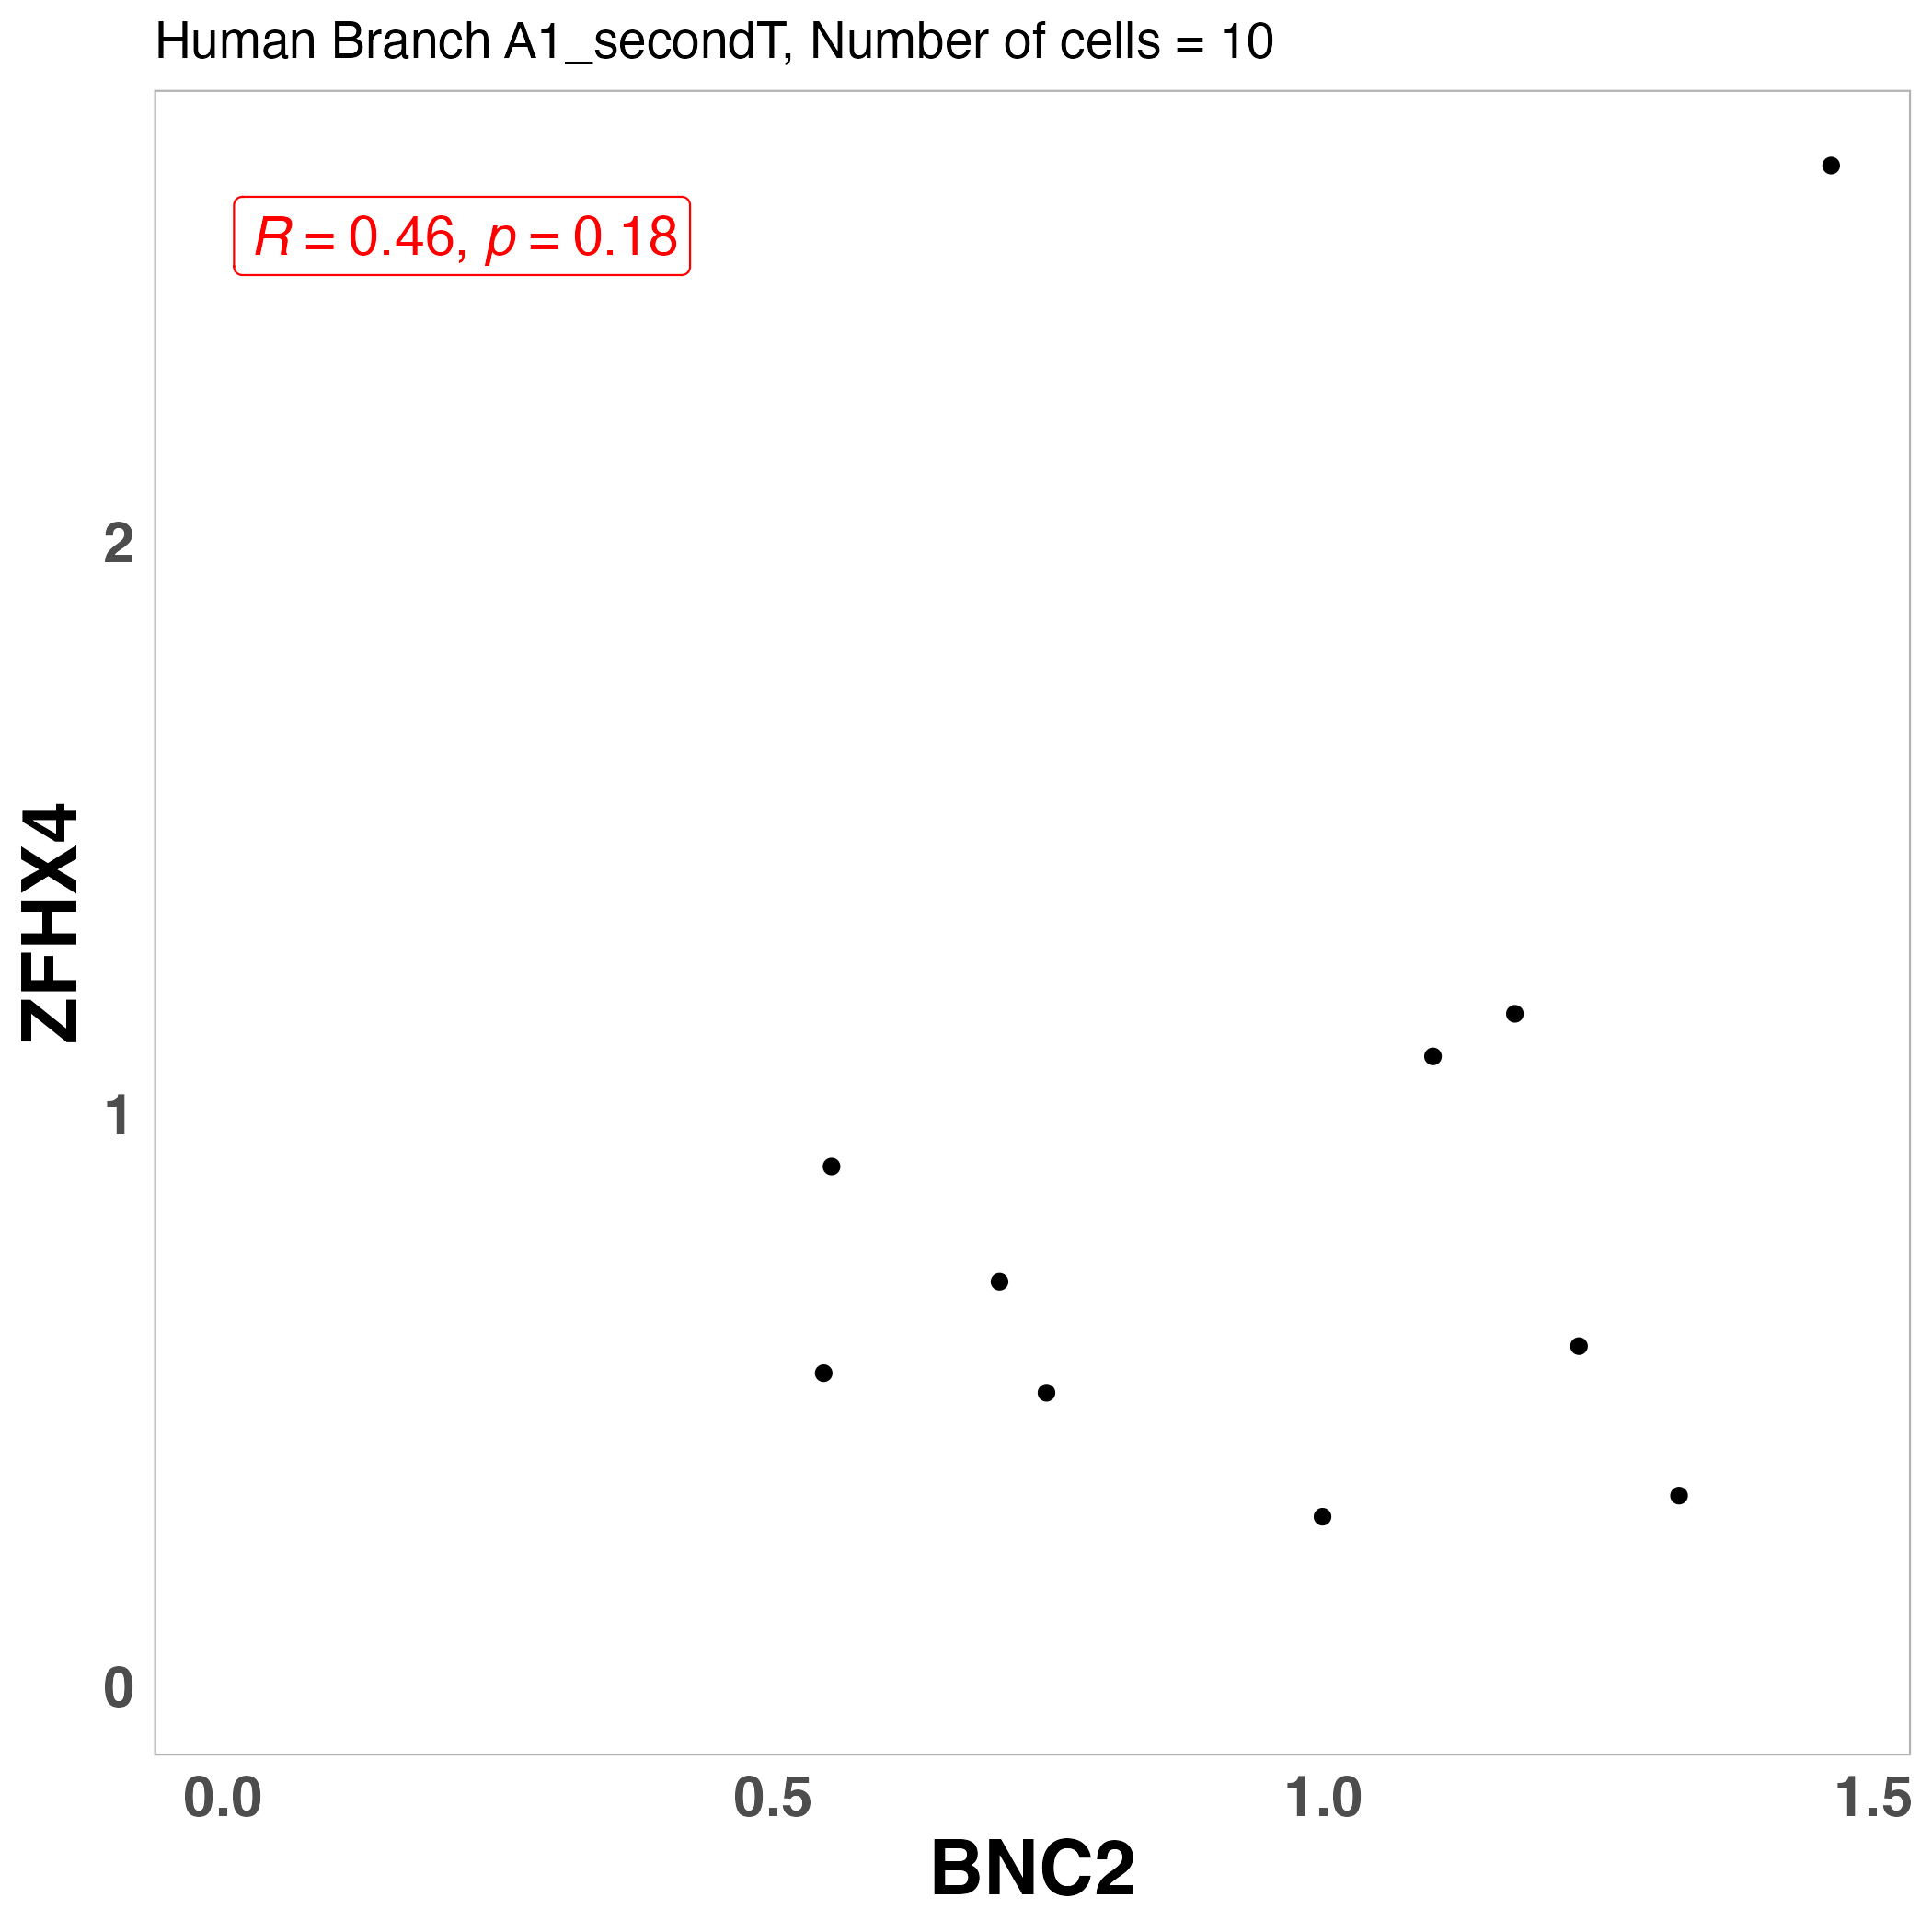 Human Branch A1_secondT, Number of cells = 10
R = 0.46, p = 0.18
2
1
0
ZFHX4
0.0 0.5 1.0 1.5
BNC2